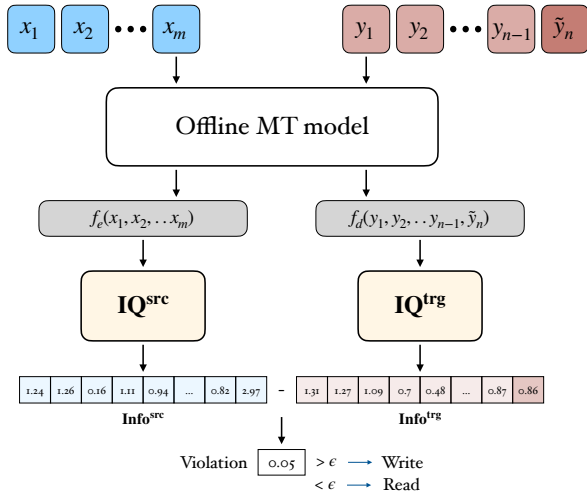 x₁ x₂ ••• xₘ y₁ y₂ ••• yₙ₋₁ ỹₙ
Offline MT model
fₑ(x₁, x₂, . . xₘ) f_d(y₁, y₂, . . yₙ₋₁, ỹₙ)
IQˢʳᶜ IQᵗʳᵍ
1.24 1.26 0.16 1.11 0.94 ... 0.82 2.97 - 1.31 1.27 1.09 0.7 0.48 ... 0.87 0.86
Infoˢʳᶜ Infoᵗʳᵍ
Violation 0.05 > ϵ → Write
< ϵ → Read